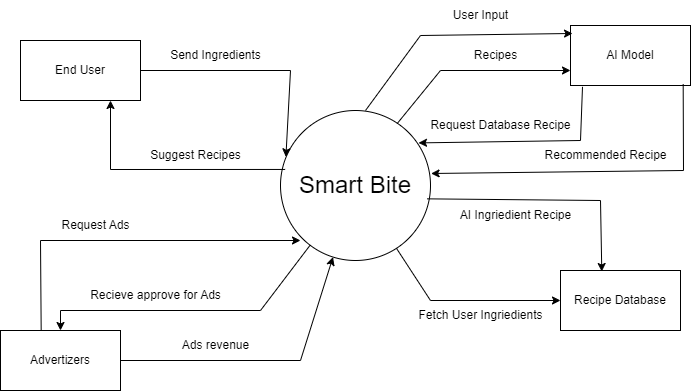 User Input
Send Ingredients
Recipes
AI Model
End User
Request Database Recipe
Suggest Recipes
Recommended Recipe
Smart Bite
Request Ads
AI Ingriedient Recipe
Recieve approve for Ads
Recipe Database
Fetch User Ingriedients
Ads revenue
Advertizers